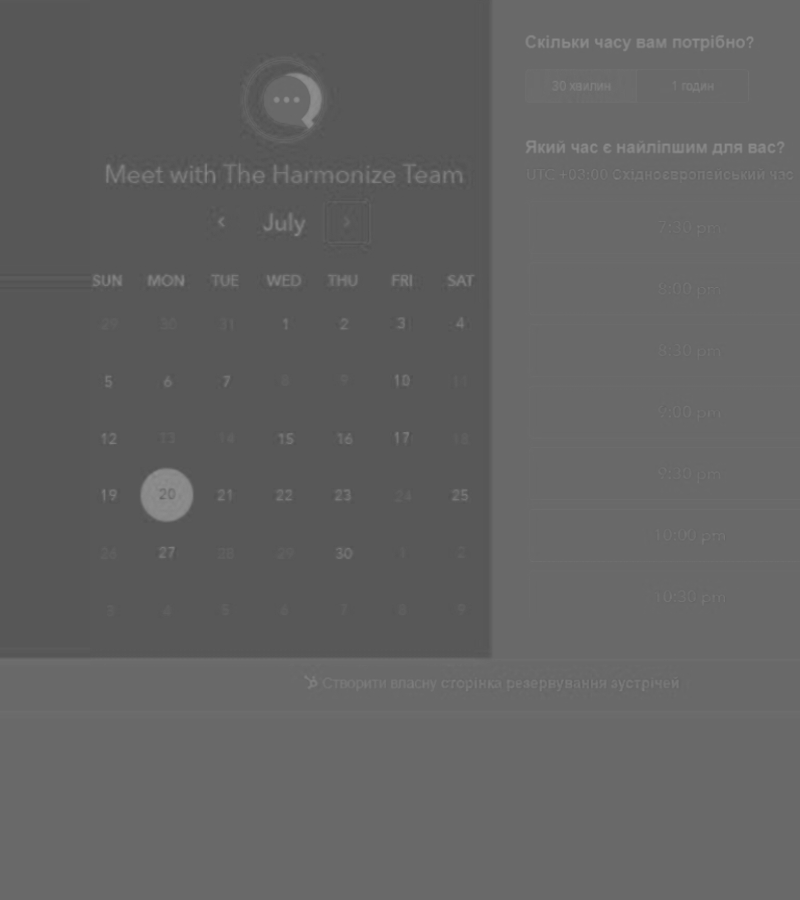 Meet with The Harmonize Team
July
SUN MON TUE WED THU FRI SAT
29 30 31 1 2 3 4
5 6 7 8 9 10 11
12 13 14 15 16 17 18
19 20 21 22 23 24 25
26 27 28 29 30 1 2
3 4 5 6 7 8 9
Скільки часу вам потрібно?
30 хвилин 1 годин
Який час є найліпшим для вас?
UTC +03:00 Східноєвропейський час
7:30 pm
8:00 pm
8:30 pm
9:00 pm
9:30 pm
10:00 pm
10:30 pm
Створити власну сторінка резервування зустрічей